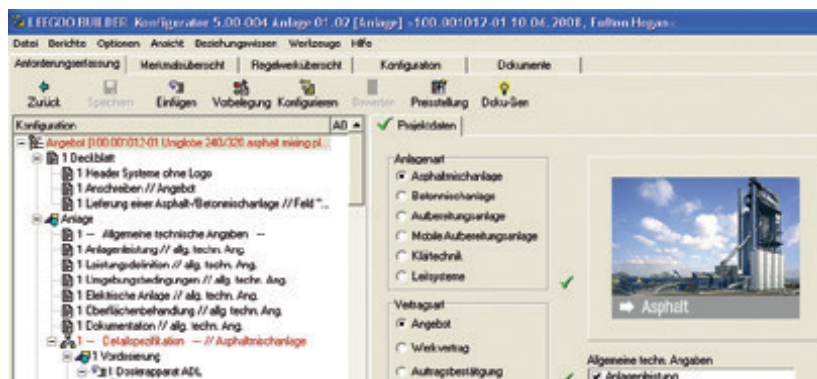 LEEGOO BUILDER Konfigurator 5.00-004 Anlage 01.02 [Anlage] -100.001012-01 10.06.2008, Fulton Hogan-
Datei Berichte Optionen Ansicht Beziehungswissen Werkzeuge Hilfe
Anforderungserfassung Merkmalsübersicht Regelwerkübersicht Konfiguration Dokumente
Zurück Speichern Einfügen Vorbelegung Konfigurieren Bewerten Preisstellung Doku-Gen
Konfiguration AD
Projektdaten
Angebot (100.001012-01 Uniglobe 240/320 asphalt mixing pl...
1 Deckblatt
1 Header Systeme ohne Logo
1 Anschreiben // Angebot
1 Lieferung einer Asphalt-/Betonmischanlage // Feld "...
Anlage
1 -- Allgemeine technische Angaben --
1 Anlagenleistung // allg. techn. Ang.
1 Leistungsdefinition // allg. techn. Ang.
1 Umgebungsbedingungen // allg. techn. Ang.
1 Elektrische Anlage // allg. techn. Ang.
1 Oberflächenbehandlung // allg. techn. Ang.
1 Dokumentation // allg. techn. Ang.
1 -- Detailspezifikation -- // Asphaltmischanlage
1 Vordosierung
1 Dosierapparat ADL
Anlagenart
Asphaltmischanlage
Betonmischanlage
Aufbereitungsanlage
Mobile Aufbereitungsanlage
Klärtechnik
Leitsysteme
Vertragsart
Angebot
Werkvertrag
Auftragsbestätigung
Asphalt
Allgemeine techn. Angaben
Anlagenleistung